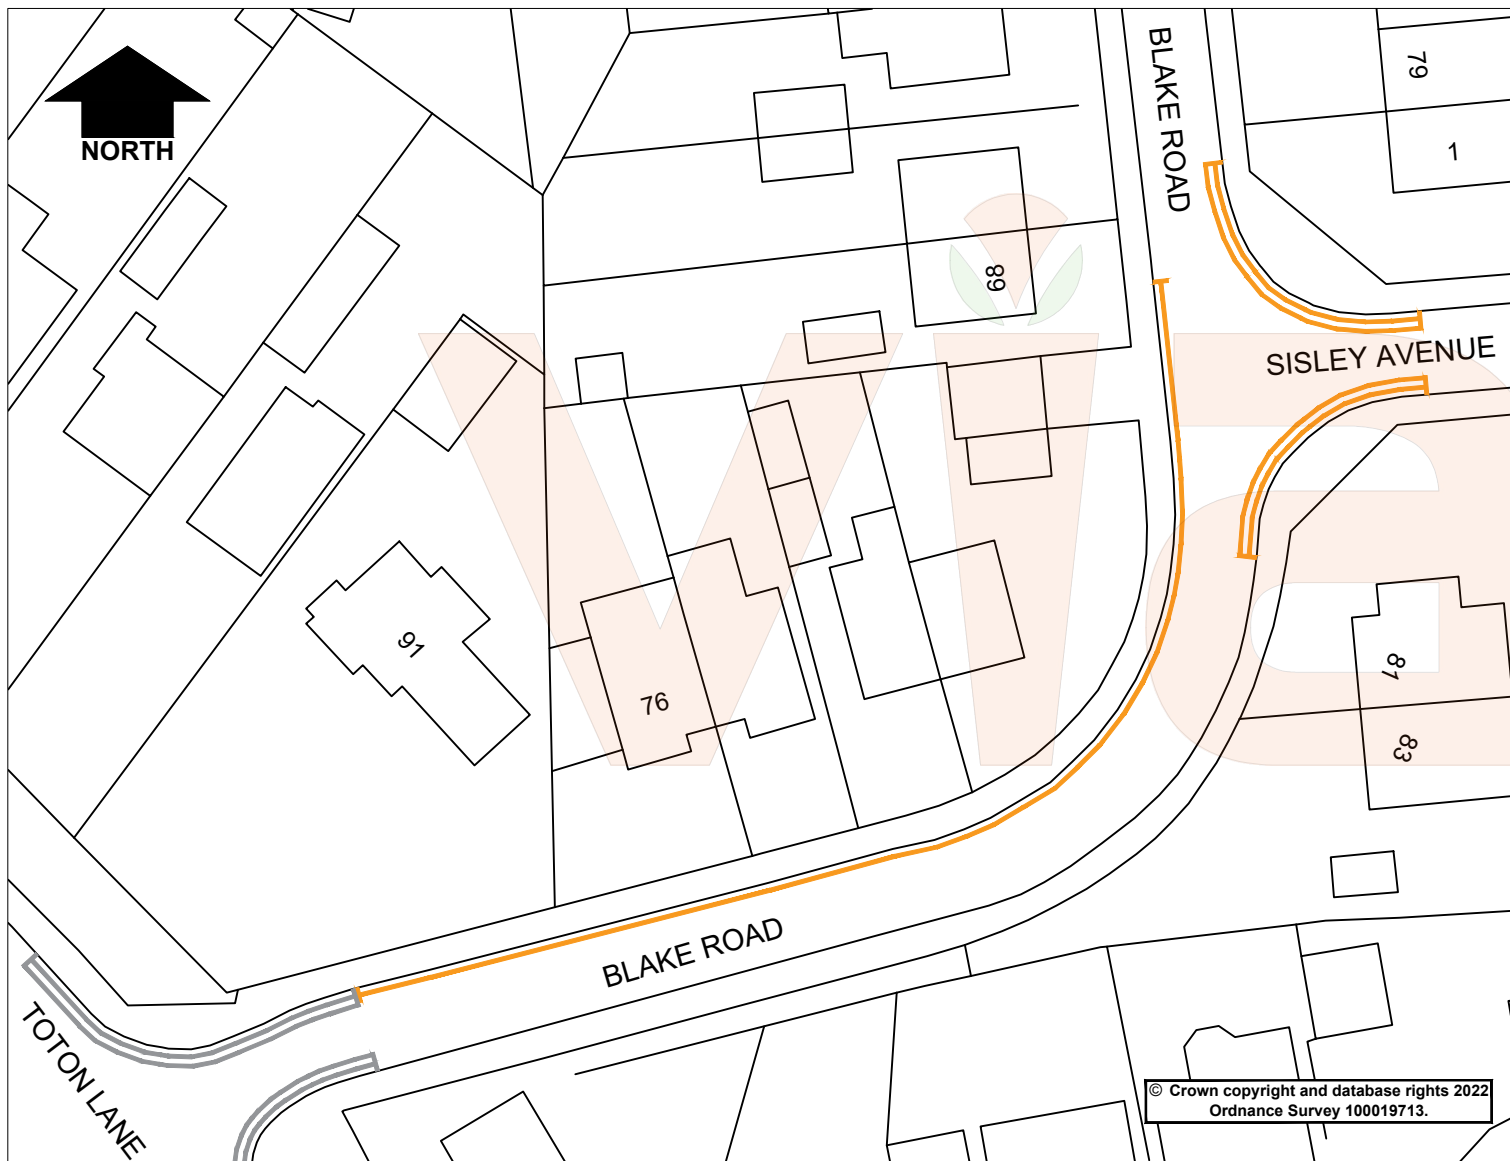 NORTH
BLAKE ROAD
79
1
89
SISLEY AVENUE
91
76
81
83
BLAKE ROAD
TOTON LANE
© Crown copyright and database rights 2022
Ordnance Survey 100019713.